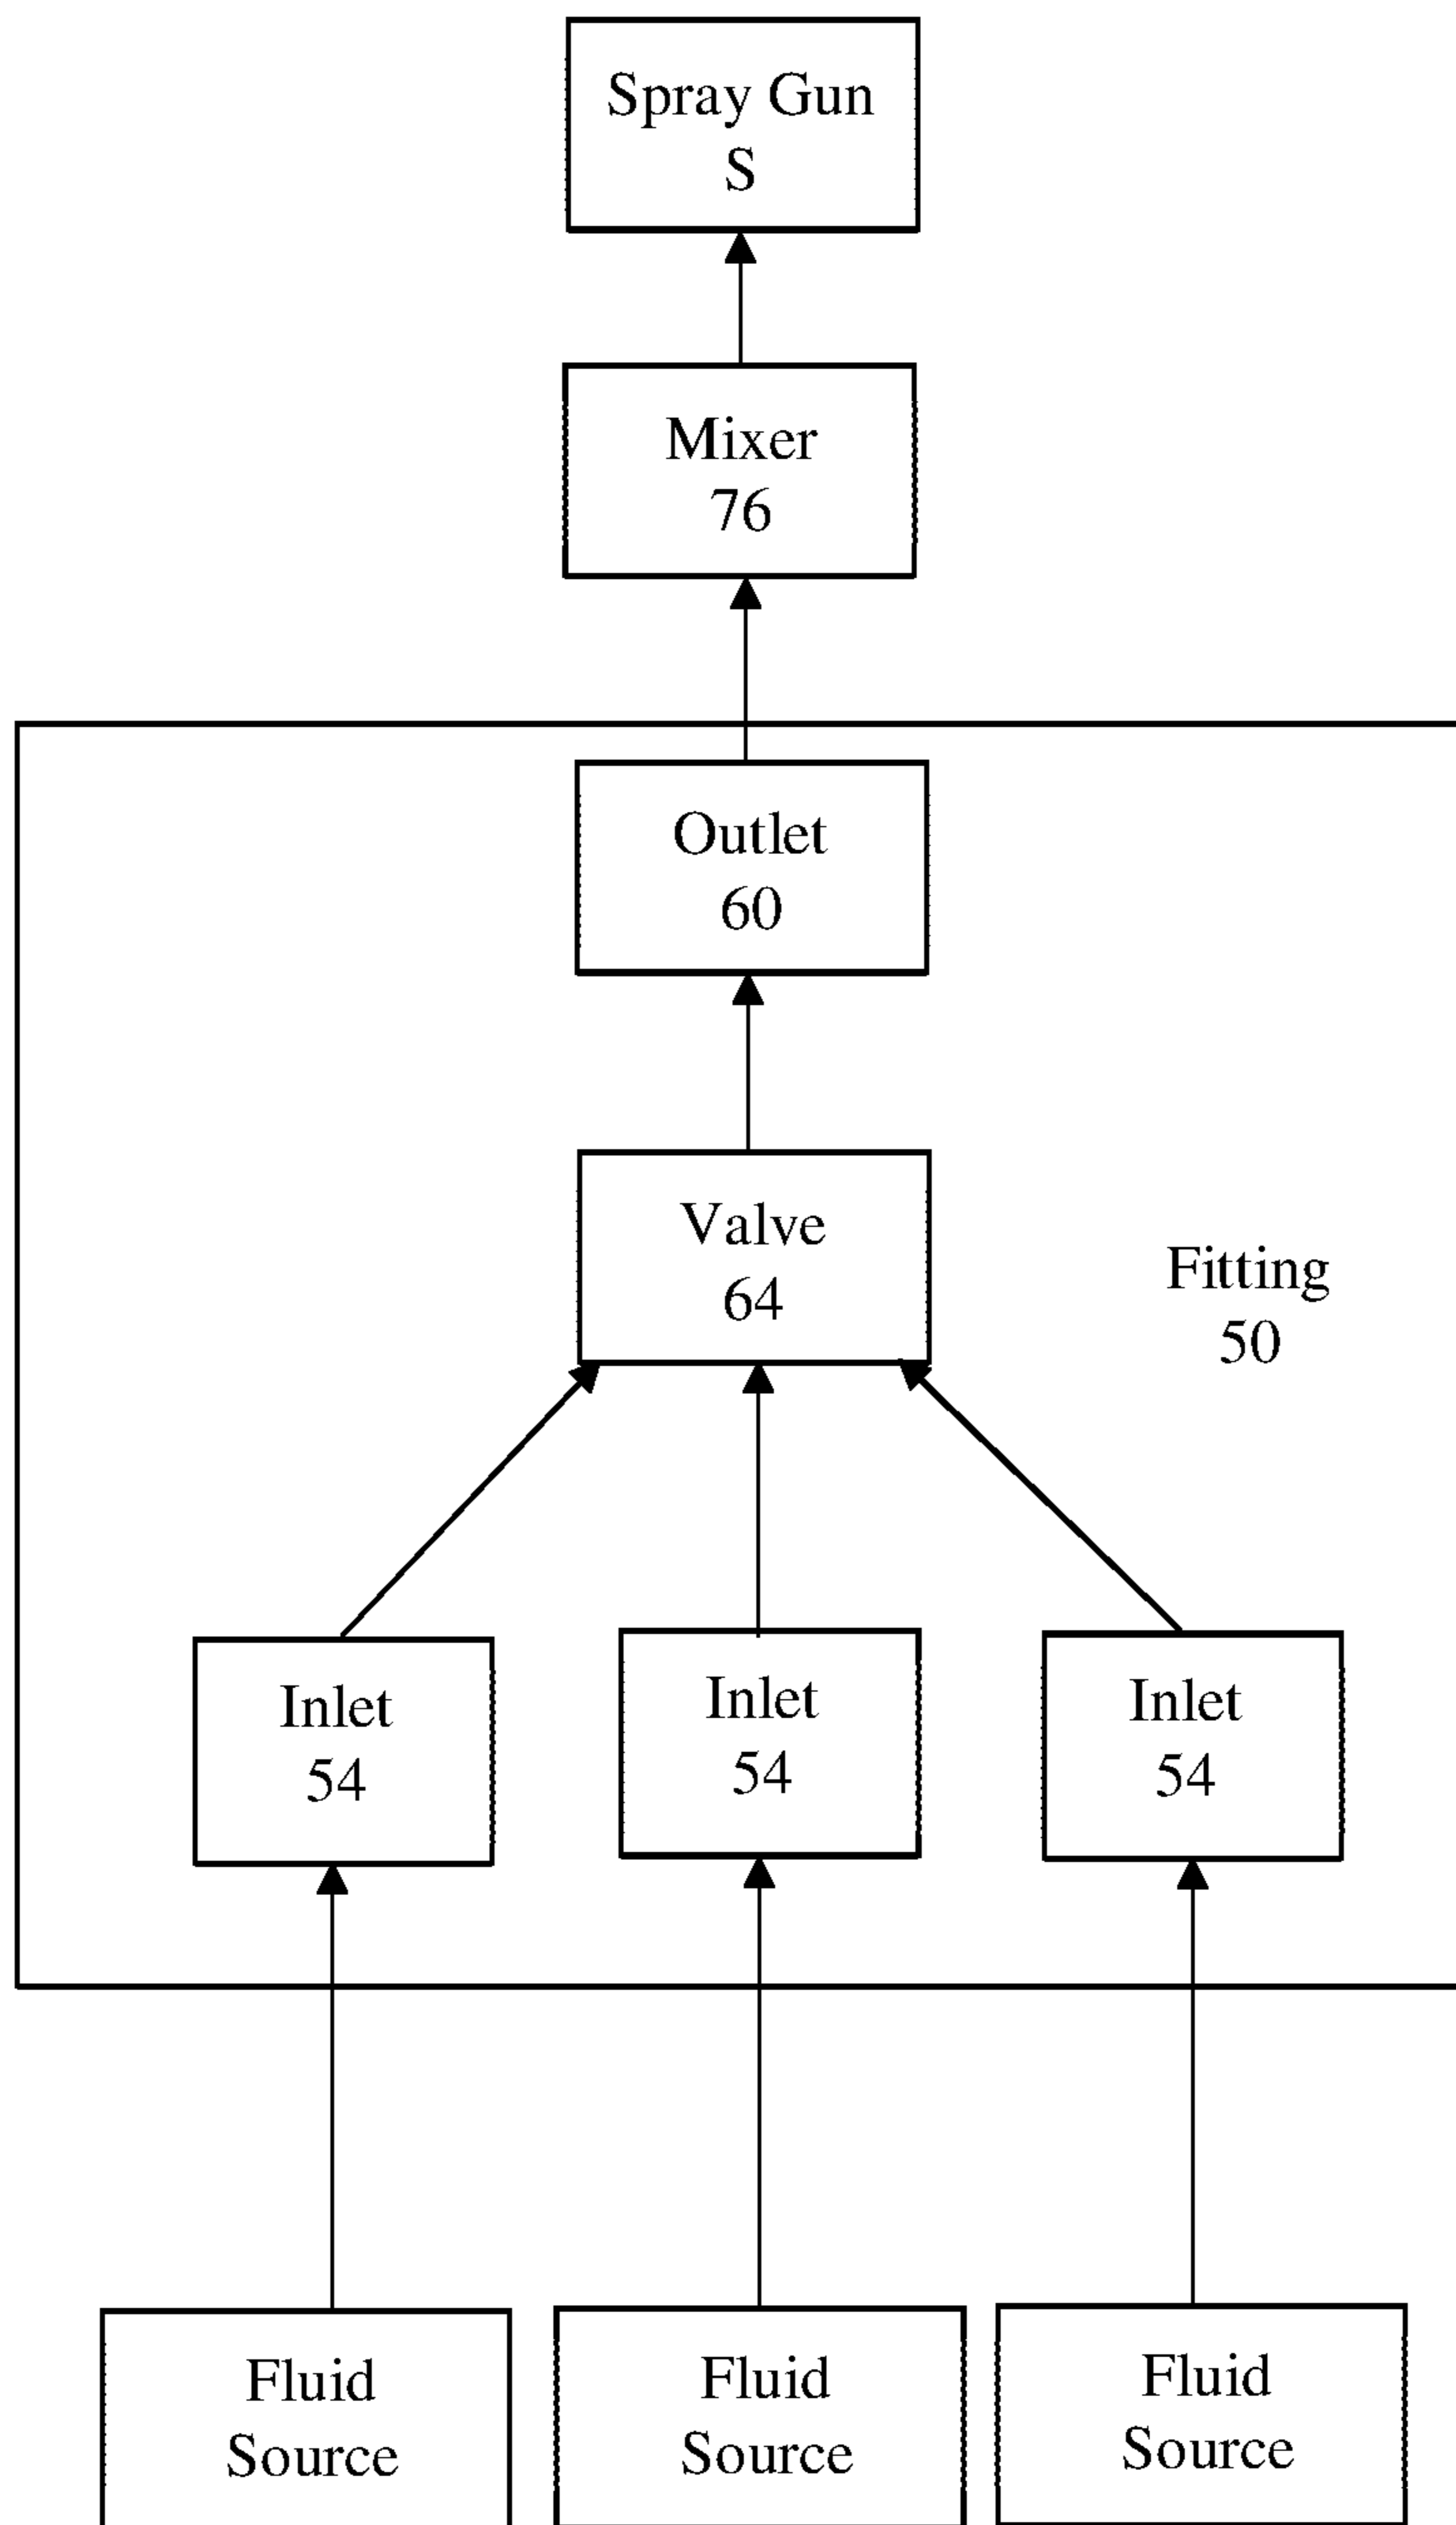 Spray Gun
S
Mixer
76
Outlet
60
Valve
64
Fitting
50
Inlet
54
Inlet
54
Inlet
54
Fluid
Source
Fluid
Source
Fluid
Source